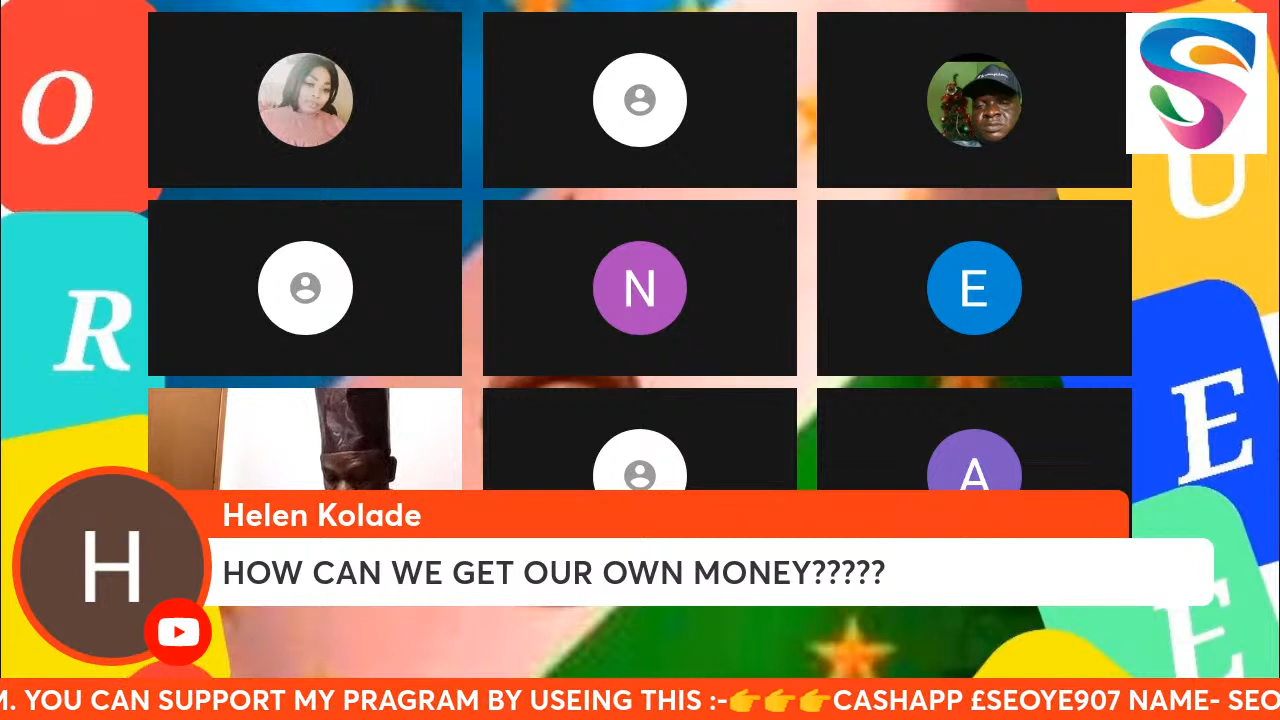 O
R
U
E
E
N
E
A
H
Helen Kolade
HOW CAN WE GET OUR OWN MONEY?????
M. YOU CAN SUPPORT MY PRAGRAM BY USEING THIS :-👉👉👉CASHAPP £SEOYE907 NAME- SEO